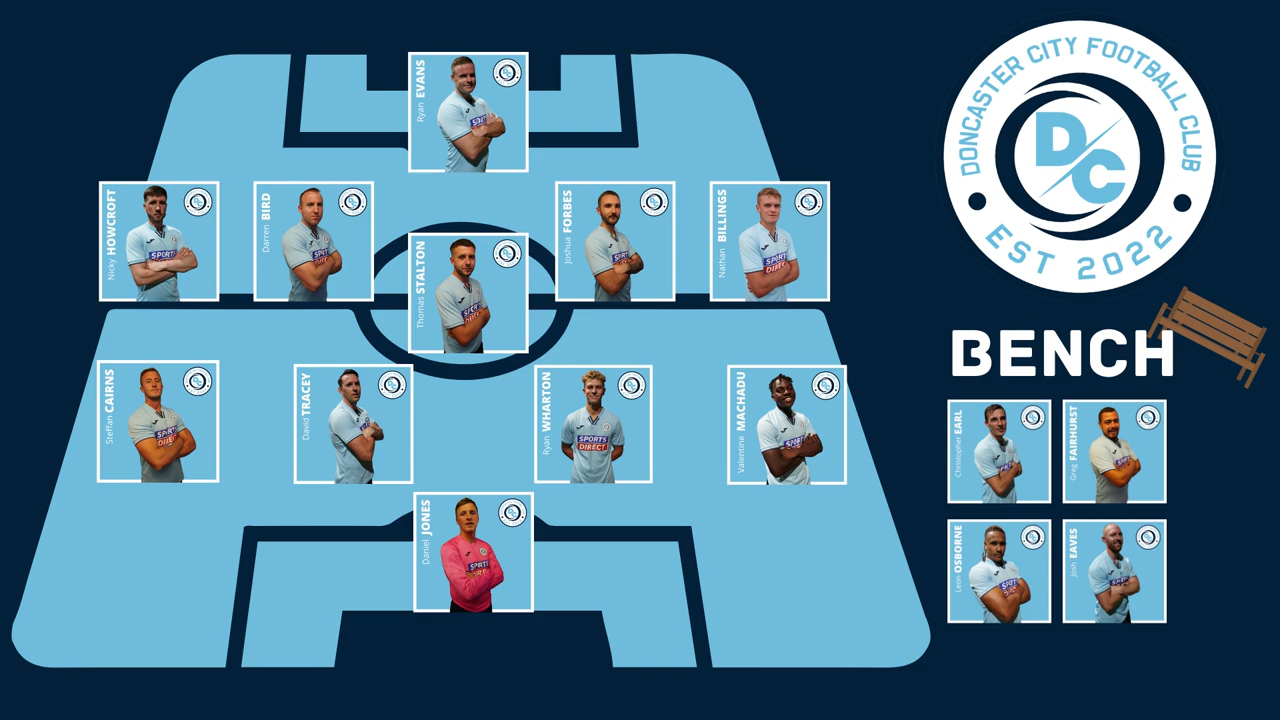 Ryan EVANS
DONCASTER CITY FOOTBALL CLUB
DC
EST 2022
Nicky HOWCROFT
Darren BIRD
Thomas STALTON
Joshua FORBES
Nathan BILLINGS
BENCH
Steffan CAIRNS
David TRACEY
Ryan WHARTON
SPORTS
DIRECT
Valentine MACHADU
Christopher EARL
Greg FAIRHURST
Daniel JONES
Leon OSBORNE
Josh EAVES